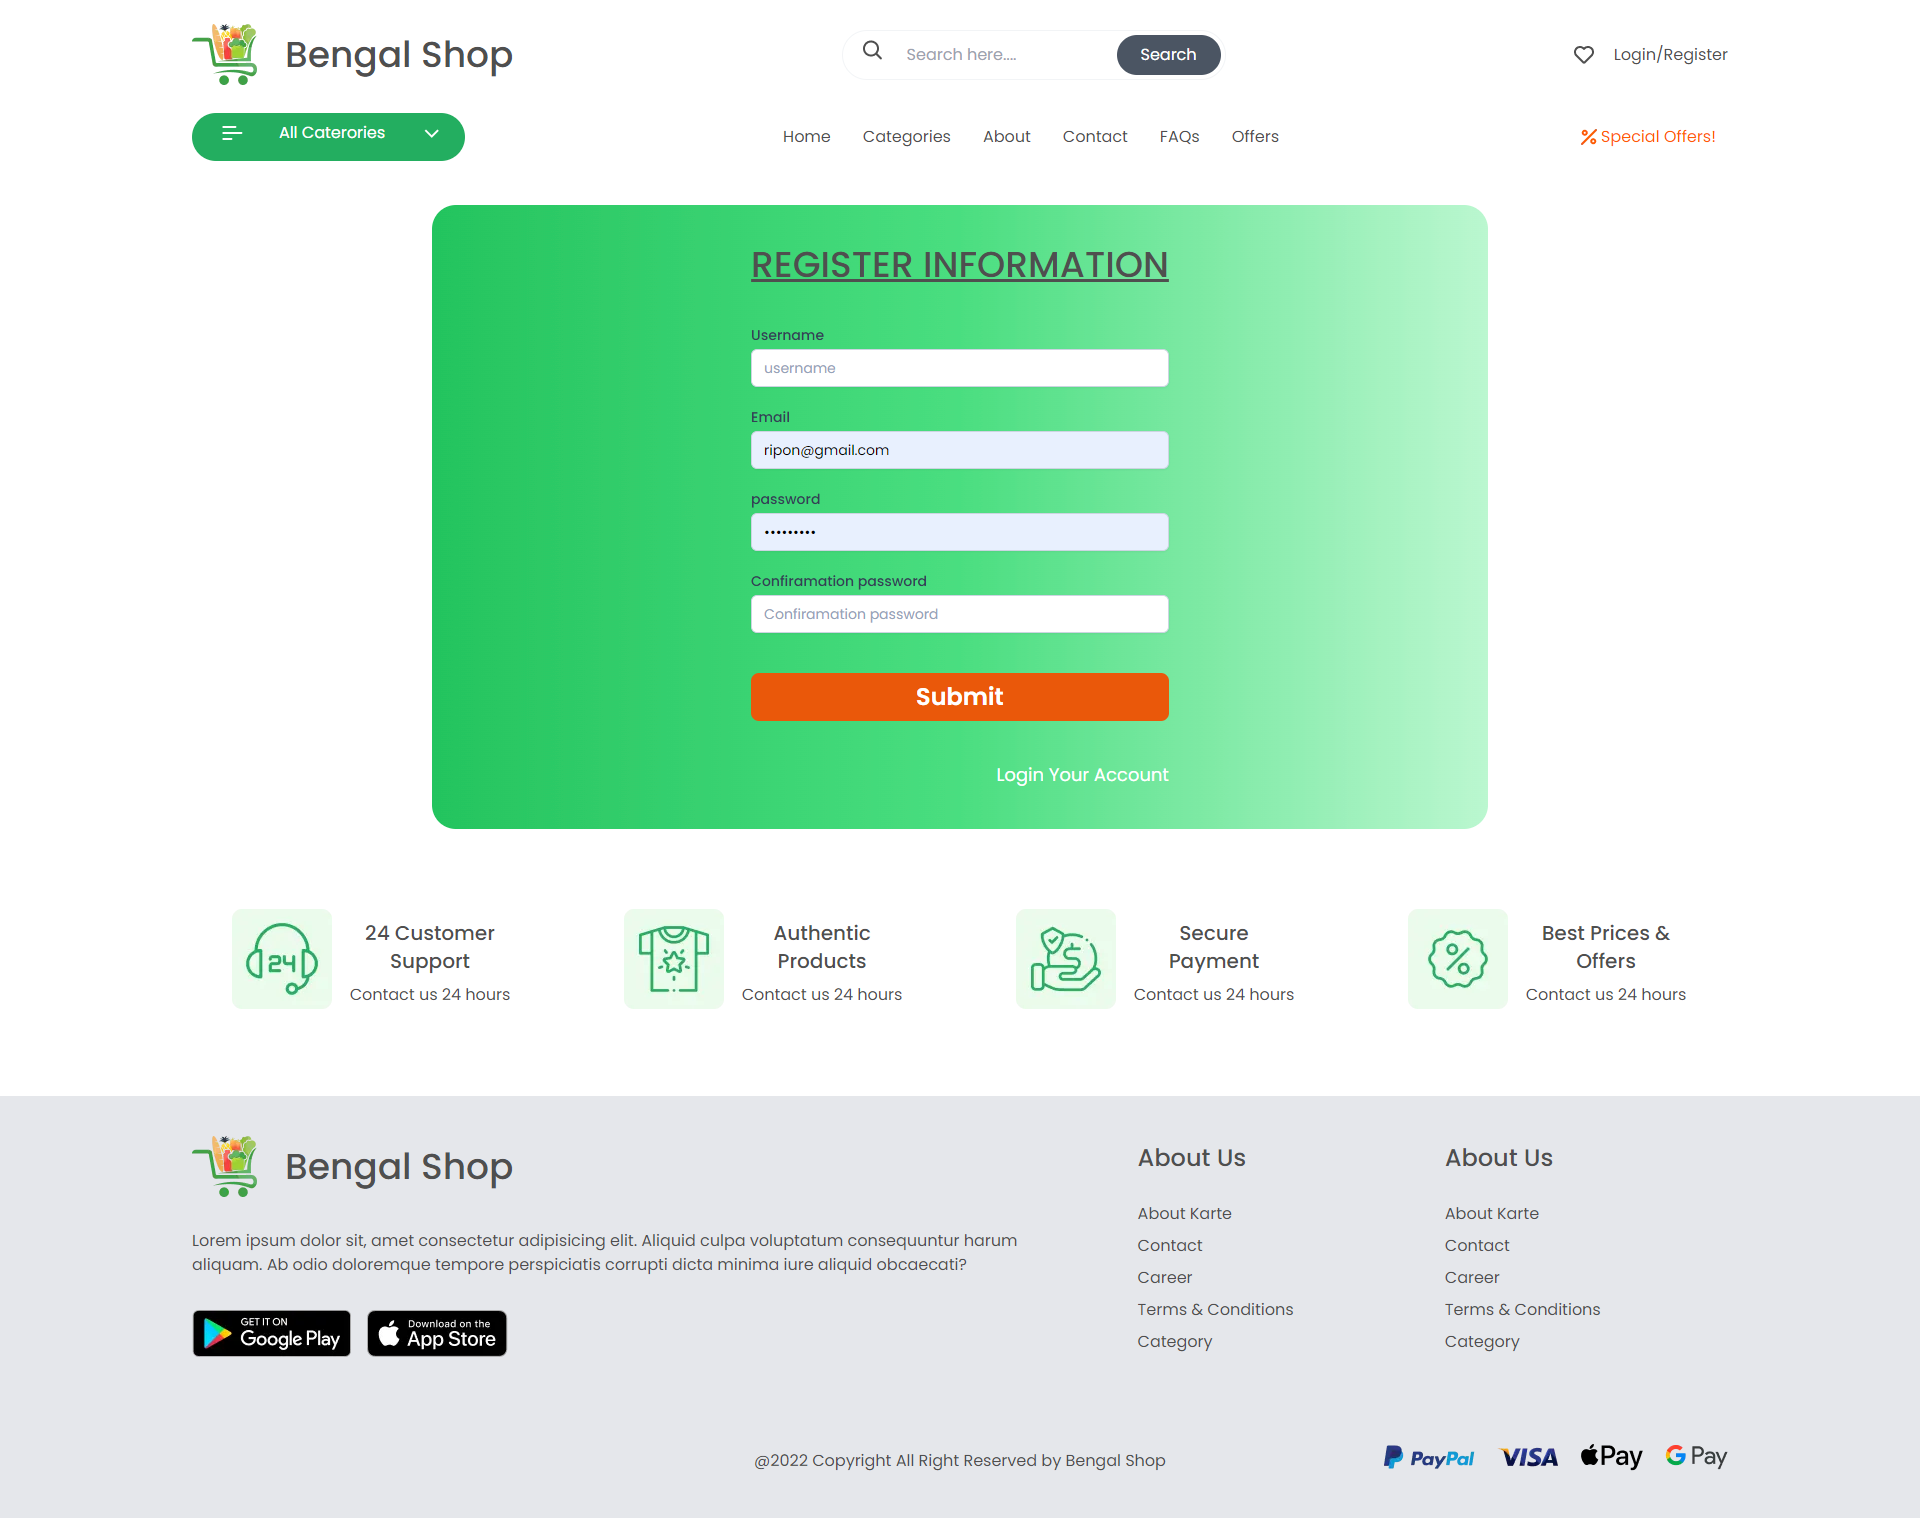 Bengal Shop
Search here....
Search
Login/Register
All Caterories
Home
Categories
About
Contact
FAQs
Offers
Special Offers!
REGISTER INFORMATION
Username
username
Email
ripon@gmail.com
password
•••••••••
Confiramation password
Confiramation password
Submit
Login Your Account
24
24 Customer
Support
Contact us 24 hours
Authentic
Products
Contact us 24 hours
Secure
Payment
Contact us 24 hours
Best Prices &
Offers
Contact us 24 hours
Bengal Shop
Lorem ipsum dolor sit, amet consectetur adipisicing elit. Aliquid culpa voluptatum consequuntur harum
aliquam. Ab odio doloremque tempore perspiciatis corrupti dicta minima iure aliquid obcaecati?
GET IT ON
Google Play
Download on the
App Store
About Us
About Karte
Contact
Career
Terms & Conditions
Category
About Us
About Karte
Contact
Career
Terms & Conditions
Category
@2022 Copyright All Right Reserved by Bengal Shop
PayPal
VISA
Pay
G Pay